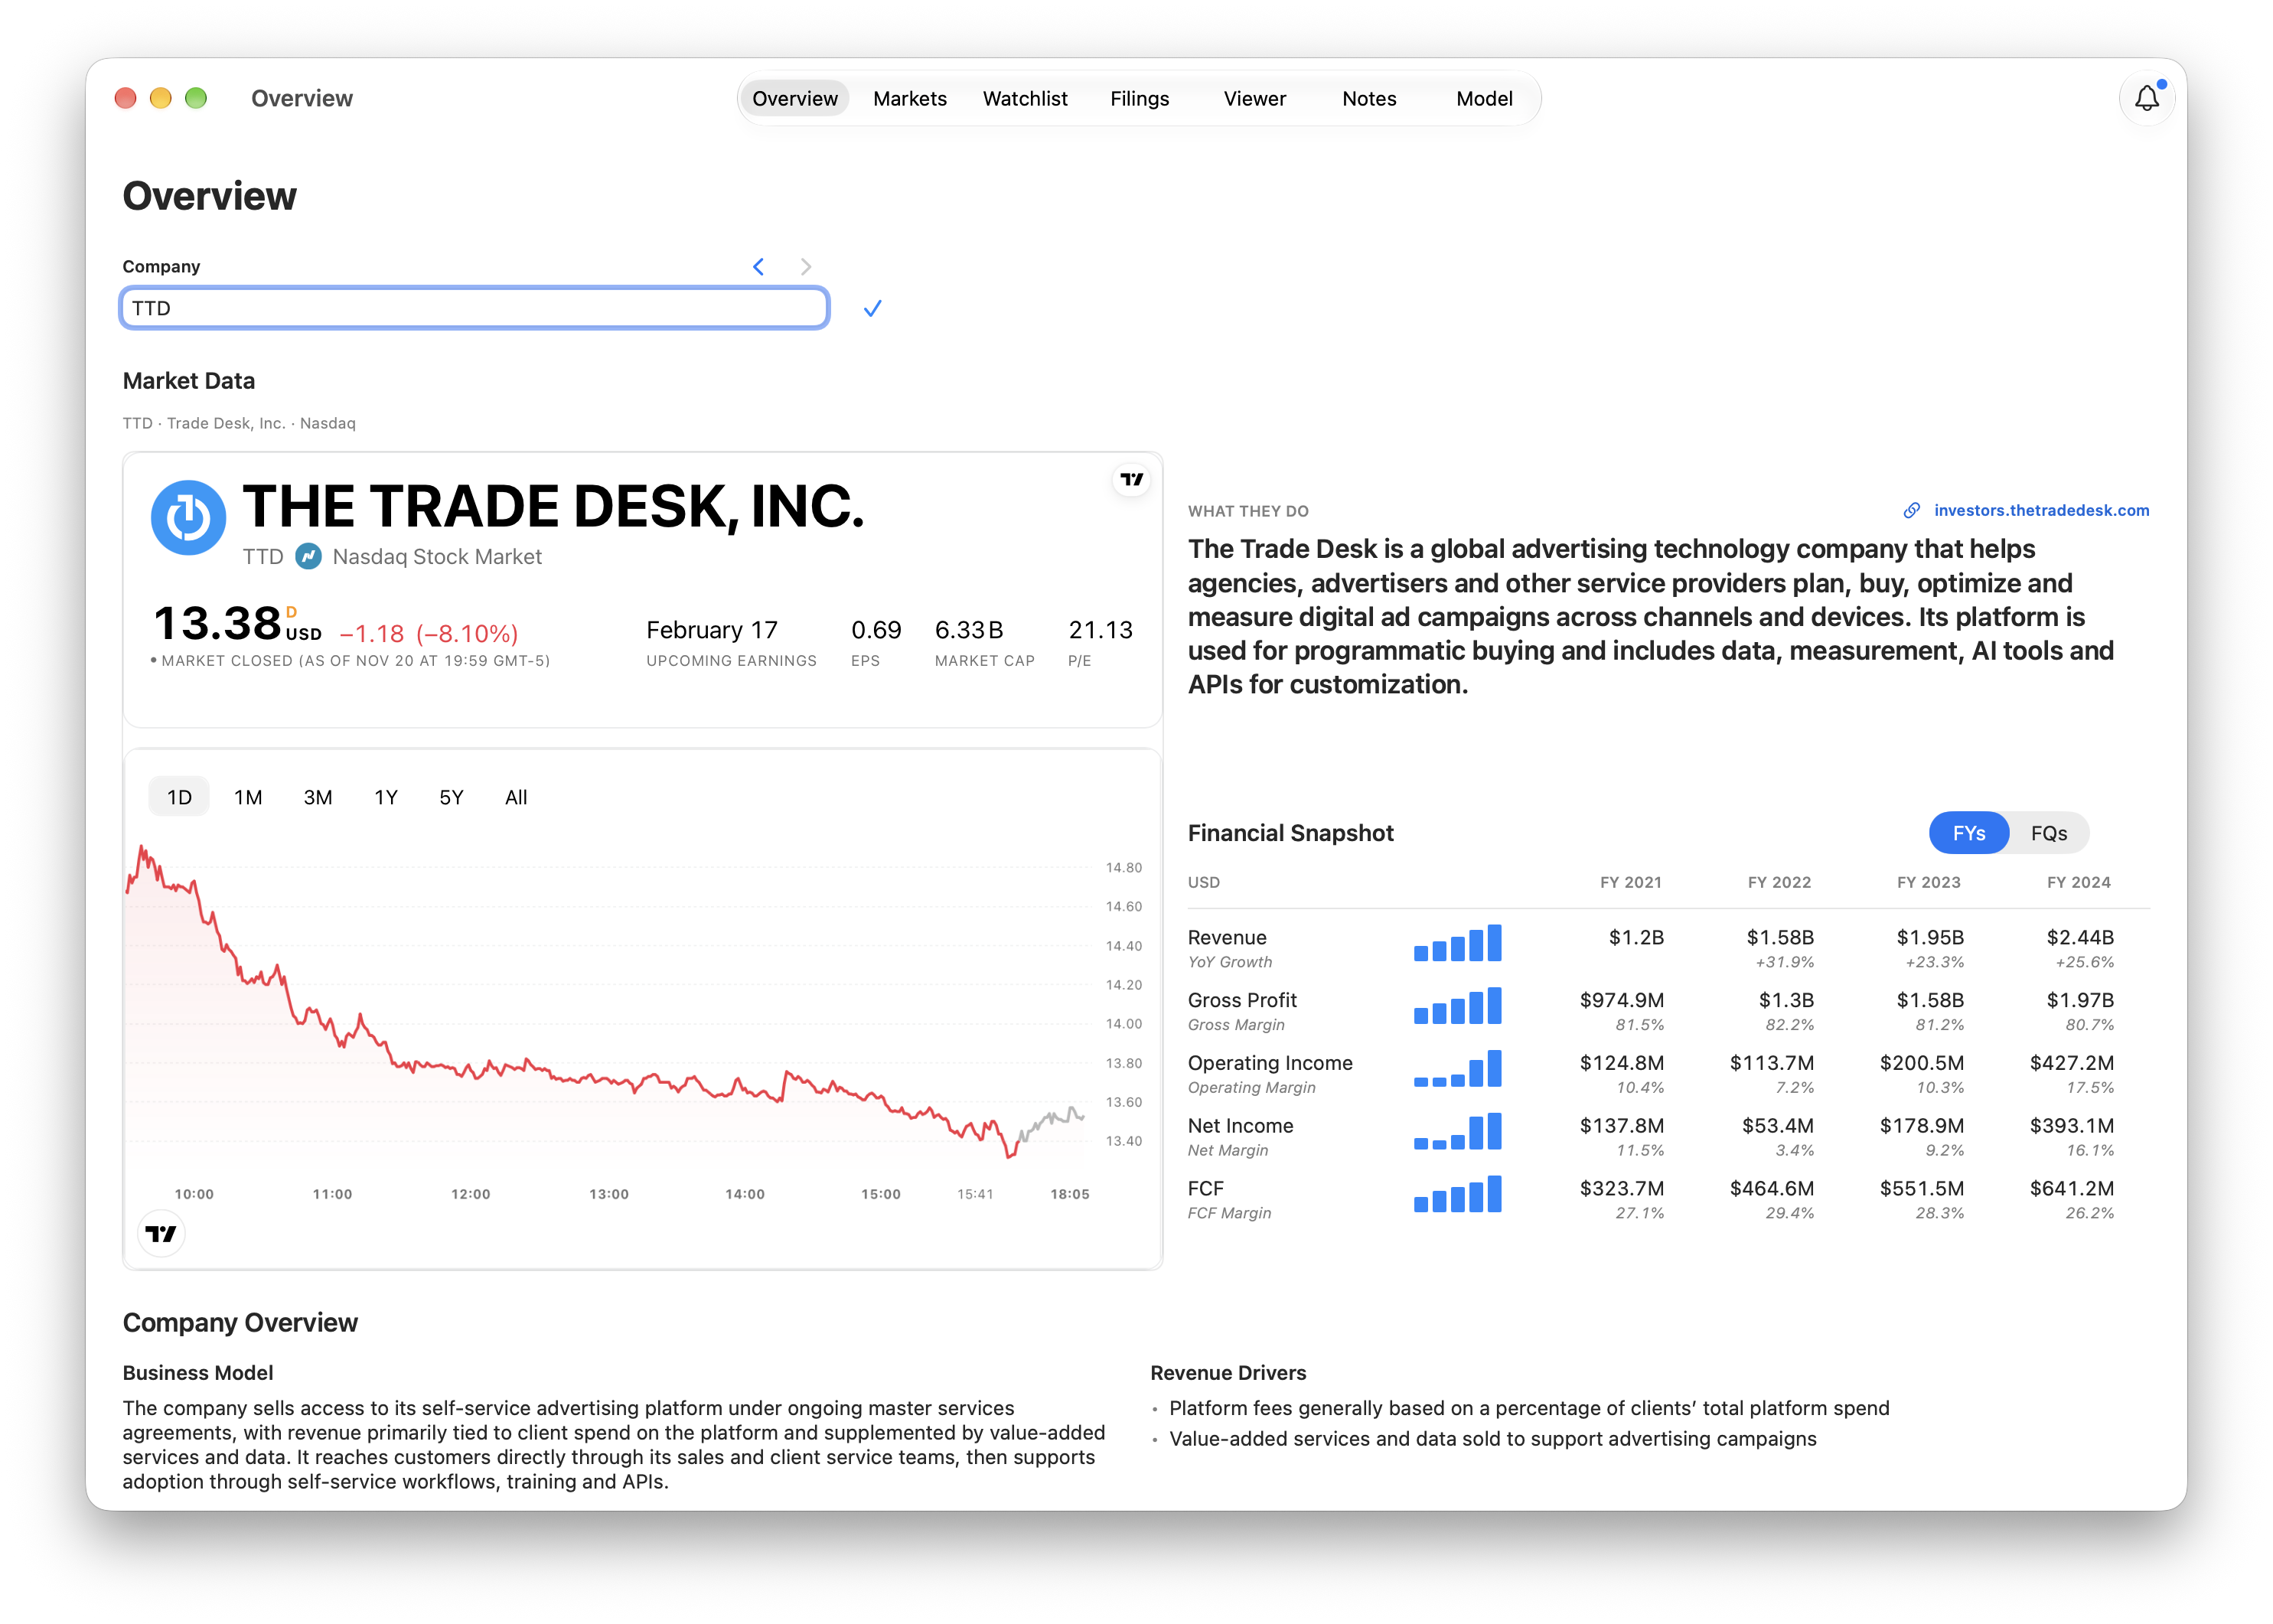 Overview
Overview Markets Watchlist Filings Viewer Notes Model
Overview
Company
TTD
Market Data
TTD · Trade Desk, Inc. · Nasdaq
THE TRADE DESK, INC.
TTD Nasdaq Stock Market
13.38 D USD −1.18 (−8.10%)
• MARKET CLOSED (AS OF NOV 20 AT 19:59 GMT-5)
February 17 0.69 6.33 B 21.13
UPCOMING EARNINGS EPS MARKET CAP P/E
1D 1M 3M 1Y 5Y All
14.80
14.60
14.40
14.20
14.00
13.80
13.60
13.40
10:00 11:00 12:00 13:00 14:00 15:00 15:41 18:05
WHAT THEY DO investors.thetradedesk.com
The Trade Desk is a global advertising technology company that helps
agencies, advertisers and other service providers plan, buy, optimize and
measure digital ad campaigns across channels and devices. Its platform is
used for programmatic buying and includes data, measurement, AI tools and
APIs for customization.
Financial Snapshot FYs FQs
USD FY 2021 FY 2022 FY 2023 FY 2024
Revenue $1.2B $1.58B $1.95B $2.44B
YoY Growth +31.9% +23.3% +25.6%
Gross Profit $974.9M $1.3B $1.58B $1.97B
Gross Margin 81.5% 82.2% 81.2% 80.7%
Operating Income $124.8M $113.7M $200.5M $427.2M
Operating Margin 10.4% 7.2% 10.3% 17.5%
Net Income $137.8M $53.4M $178.9M $393.1M
Net Margin 11.5% 3.4% 9.2% 16.1%
FCF $323.7M $464.6M $551.5M $641.2M
FCF Margin 27.1% 29.4% 28.3% 26.2%
Company Overview
Business Model
The company sells access to its self-service advertising platform under ongoing master services
agreements, with revenue primarily tied to client spend on the platform and supplemented by value-added
services and data. It reaches customers directly through its sales and client service teams, then supports
adoption through self-service workflows, training and APIs.
Revenue Drivers
• Platform fees generally based on a percentage of clients’ total platform spend
• Value-added services and data sold to support advertising campaigns